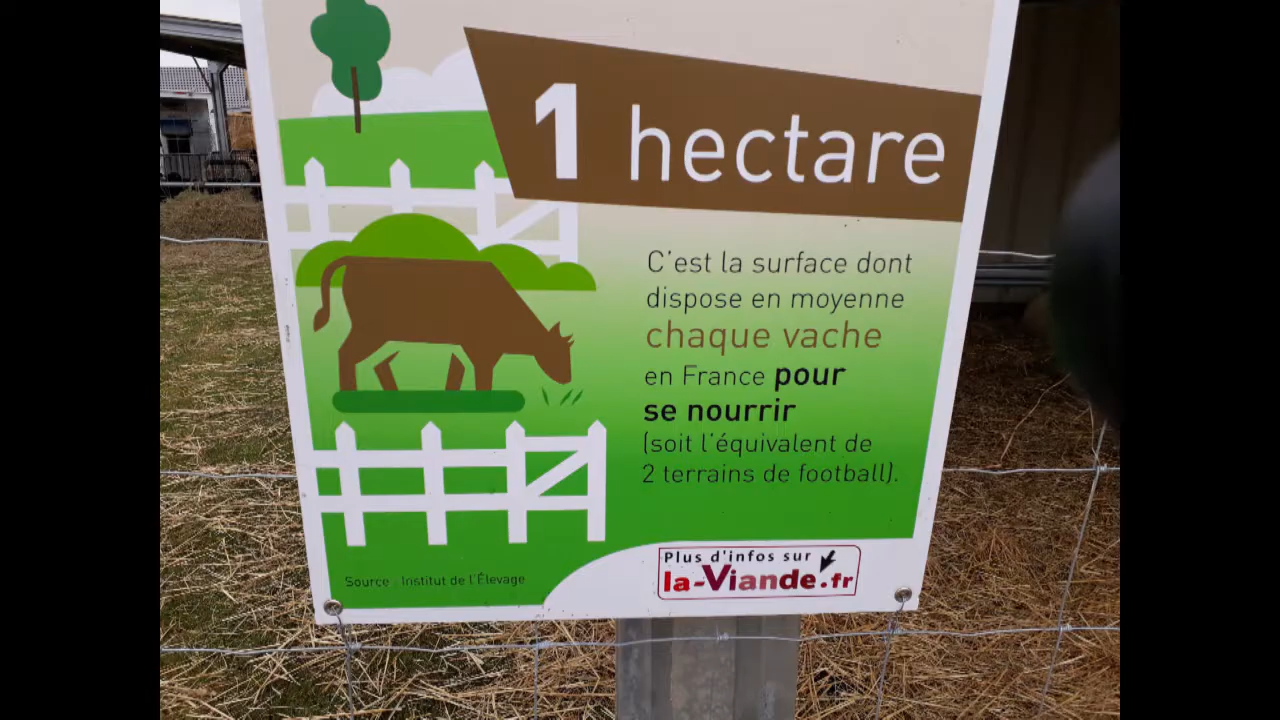 1 hectare
C'est la surface dont
dispose en moyenne
chaque vache
en France pour
se nourrir
(soit l'équivalent de
2 terrains de football).
Source : Institut de l'Élevage
Plus d'infos sur
la-Viande.fr